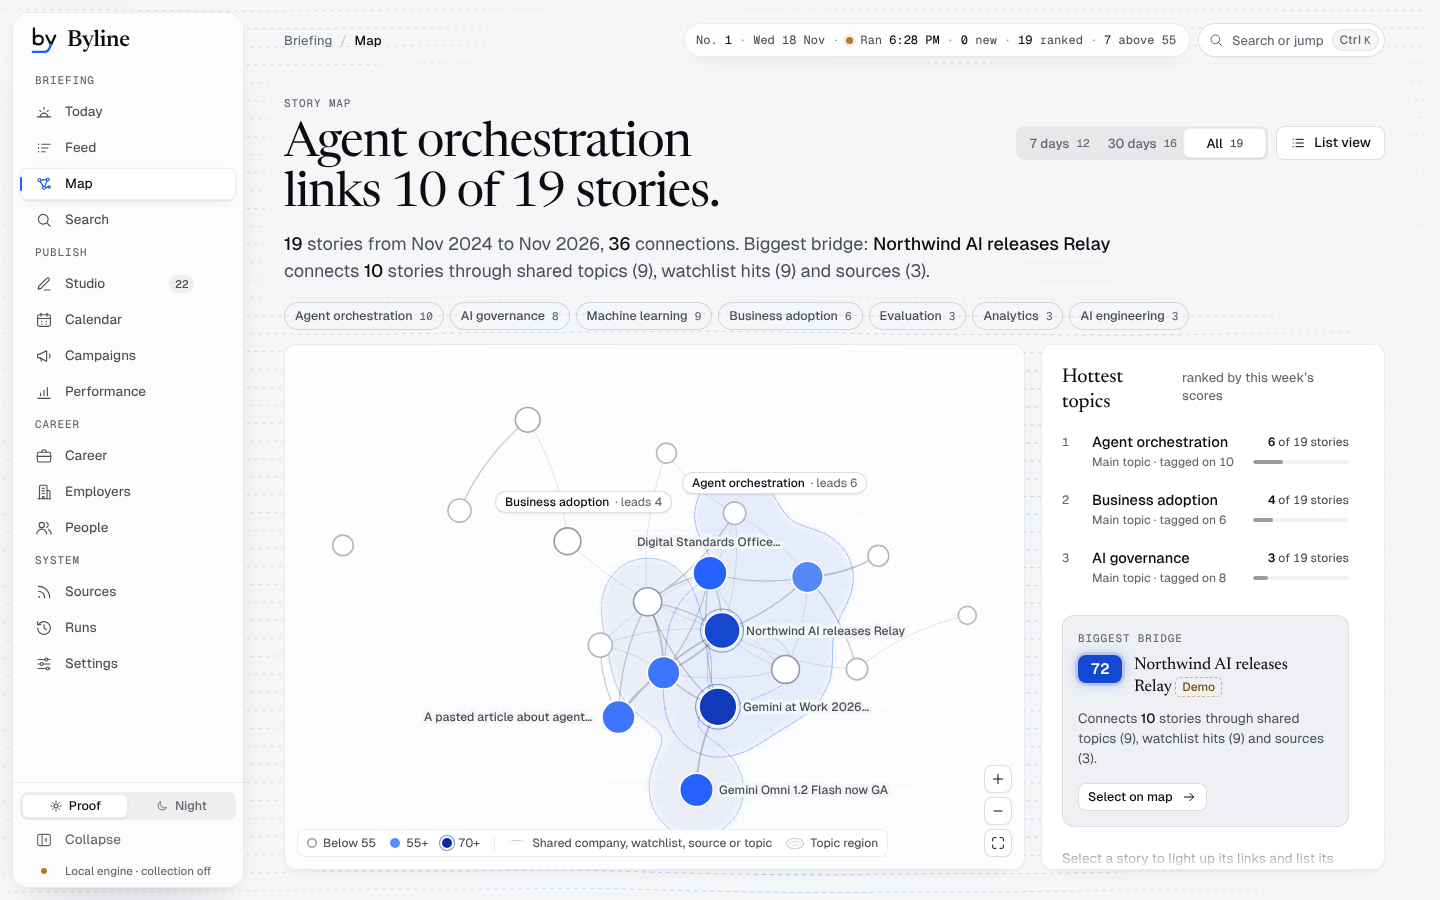 by Byline
BRIEFING
Today
Feed
Map
Search
PUBLISH
Studio 22
Calendar
Campaigns
Performance
CAREER
Career
Employers
People
SYSTEM
Sources
Runs
Settings
Proof Night
Collapse
Local engine · collection off
Briefing / Map
No. 1 · Wed 18 Nov · Ran 6:28 PM · 0 new · 19 ranked · 7 above 55
Search or jump Ctrl K
STORY MAP
Agent orchestration
links 10 of 19 stories.
7 days 12 30 days 16 All 19
List view
19 stories from Nov 2024 to Nov 2026, 36 connections. Biggest bridge: Northwind AI releases Relay
connects 10 stories through shared topics (9), watchlist hits (9) and sources (3).
Agent orchestration 10 AI governance 8 Machine learning 9 Business adoption 6 Evaluation 3 Analytics 3 AI engineering 3
Agent orchestration · leads 6
Business adoption · leads 4
Digital Standards Office…
Northwind AI releases Relay
Gemini at Work 2026…
A pasted article about agent…
Gemini Omni 1.2 Flash now GA
+
−
Below 55 55+ 70+ Shared company, watchlist, source or topic Topic region
Hottest
topics
ranked by this week's
scores
1 Agent orchestration 6 of 19 stories
Main topic · tagged on 10
2 Business adoption 4 of 19 stories
Main topic · tagged on 6
3 AI governance 3 of 19 stories
Main topic · tagged on 8
BIGGEST BRIDGE
72 Northwind AI releases
Relay Demo
Connects 10 stories through shared
topics (9), watchlist hits (9) and sources
(3).
Select on map →
Select a story to light up its links and list its